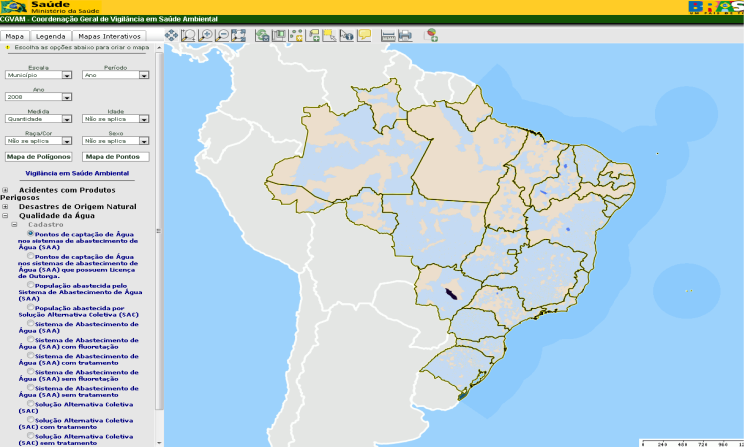 Saúde
Ministério da Saúde
CGVAM - Coordenação Geral de Vigilância em Saúde Ambiental
Mapa Legenda Mapas Interativos
! Escolha as opções abaixo para criar o mapa
Escala Período
Município Ano
Ano
2008
Medida Idade
Quantidade Não se aplica
Raça/Cor Sexo
Não se aplica Não se aplica
Mapa de Polígonos Mapa de Pontos
Vigilância em Saúde Ambiental
Acidentes com Produtos
Perigosos
Desastres de Origem Natural
Qualidade da Água
Cadastro
Pontos de captação de Água
nos sistemas de abastecimento de
Água (SAA)
Pontos de captação de Água
nos sistemas de abastecimento de
Água (SAA) que possuem Licença
de Outorga.
População abastecida pelo
Sistema de Abastecimento de Água
(SAA)
População abastecida por
Solução Alternativa Coletiva (SAC)
Sistema de Abastecimento de
Água (SAA)
Sistema de Abastecimento de
Água (SAA) com fluoretação
Sistema de Abastecimento de
Água (SAA) com tratamento
Sistema de Abastecimento de
Água (SAA) sem fluoretação
Sistema de Abastecimento de
Água (SAA) sem tratamento
Solução Alternativa Coletiva
(SAC)
Solução Alternativa Coletiva
(SAC) com tratamento
Solução Alternativa Coletiva
(SAC) sem tratamento
0 240 480 720 960 12